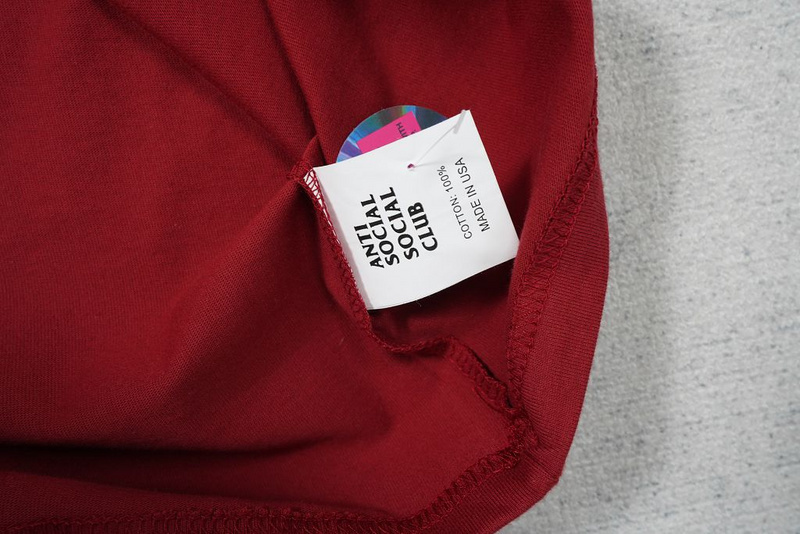 ANTI
SOCIAL
SOCIAL
CLUB
COTTON: 100%
MADE IN USA